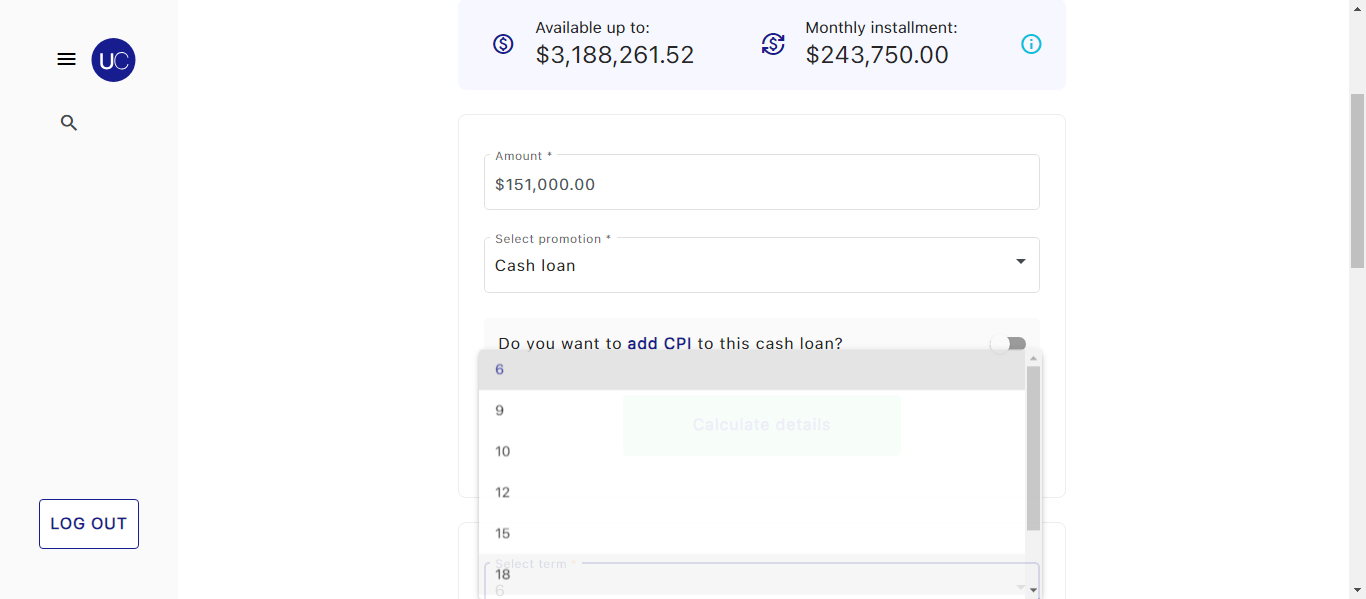 UC
Available up to:
$3,188,261.52
Monthly installment:
$243,750.00
Amount *
$151,000.00
Select promotion *
Cash loan
Do you want to add CPI to this cash loan?
6
9
Calculate details
10
12
15
Select term *
18
6
LOG OUT